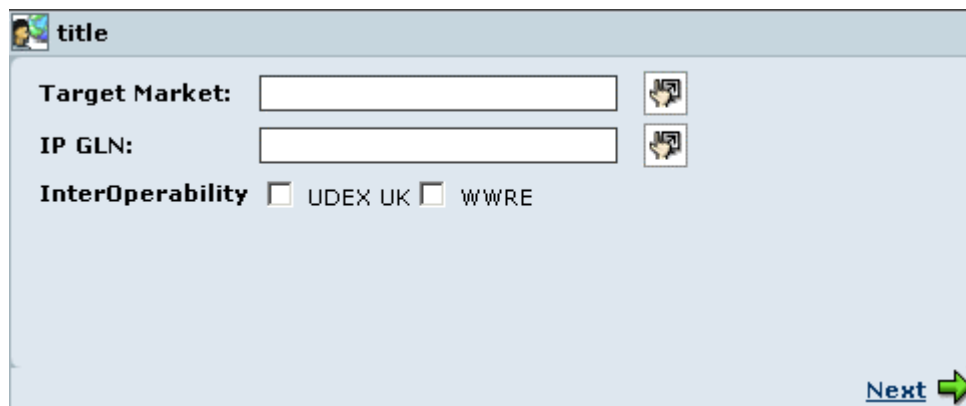 title
Target Market:
IP GLN:
InterOperability UDEX UK WWRE
Next